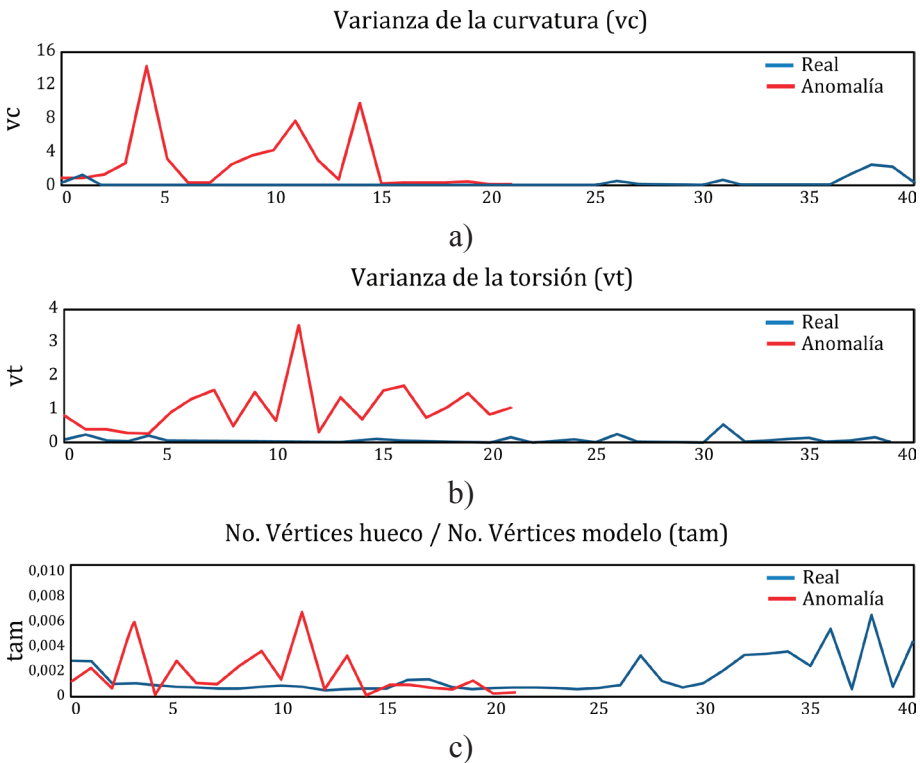 Varianza de la curvatura (vc)
16
12
8
4
0
vc
Real
Anomalía
0 5 10 15 20 25 30 35 40
a)
Varianza de la torsión (vt)
4
3
2
1
0
vt
Real
Anomalía
0 5 10 15 20 25 30 35 40
b)
No. Vértices hueco / No. Vértices modelo (tam)
0,010
0,008
0,006
0,004
0,002
0
tam
Real
Anomalía
0 5 10 15 20 25 30 35 40
c)